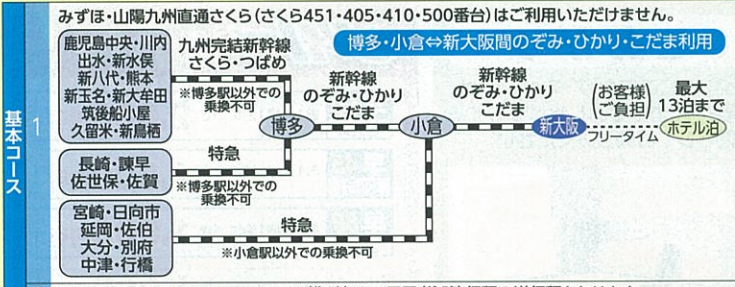 みずほ・山陽九州直通さくら(さくら451・405・410・500番台)はご利用いただけません。
博多・小倉⇔新大阪間のぞみ・ひかり・こだま利用
基本コース
1
鹿児島中央・川内
出水・新水俣
新八代・熊本
新玉名・新大牟田
筑後船小屋
久留米・新鳥栖
九州完結新幹線
さくら・つばめ
※博多駅以外での
乗換不可
博多
新幹線
のぞみ・ひかり
こだま
小倉
新幹線
のぞみ・ひかり
こだま
新大阪
(お客様
ご負担)
フリータイム
最大
13泊まで
ホテル泊
長崎・諫早
佐世保・佐賀
特急
※博多駅以外での
乗換不可
宮崎・日向市
延岡・佐伯
大分・別府
中津・行橋
特急
※小倉駅以外での乗換不可